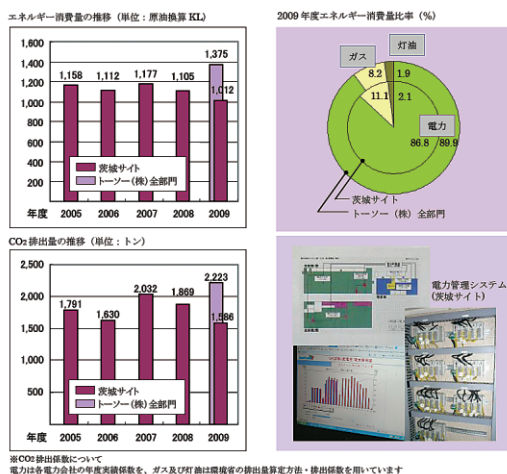 エネルギー消費量の推移(単位:原油換算KL)
1,600
1,400
1,200
1,000
800
600
400
200
1,158
1,112
1,177
1,105
1,375
1,012
茨城サイト
トーソー(株)全部門
年度 2005 2006 2007 2008 2009
2009年度エネルギー消費量比率(%)
ガス
灯油
8.2
1.9
11.1
2.1
電力
86.8
89.9
茨城サイト
トーソー(株)全部門
CO2排出量の推移(単位:トン)
2,500
2,000
1,500
1,000
500
1,791
1,630
2,032
1,869
2,223
1,586
茨城サイト
トーソー(株)全部門
年度 2005 2006 2007 2008 2009
電力管理システム
(茨城サイト)
※CO2排出係数について
電力は各電力会社の年度実績係数を、ガス及び灯油は環境省の排出量算定方法・排出係数を用いています